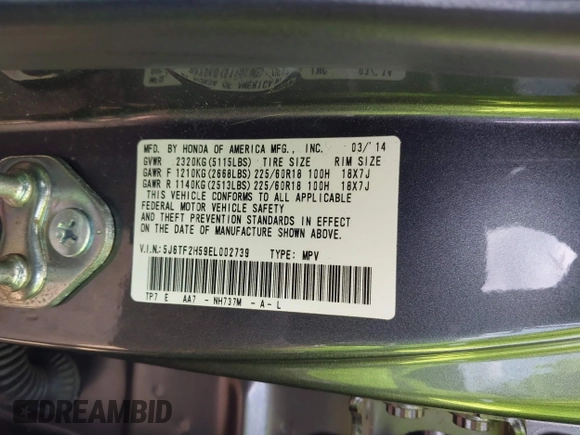 MFD. BY HONDA OF AMERICA MFG., INC. 03/'14
GVWR 2320KG(5115LBS) TIRE SIZE RIM SIZE
GAWR F 1210KG(2668LBS) 225/60R18 100H 18X7J
GAWR R 1140KG(2513LBS) 225/60R18 100H 18X7J
THIS VEHICLE CONFORMS TO ALL APPLICABLE
FEDERAL MOTOR VEHICLE SAFETY
AND THEFT PREVENTION STANDARDS IN EFFECT
ON THE DATE OF MANUFACTURE SHOWN ABOVE.
V.I.N.:5J6TF2H59EL002739 TYPE: MPV
TP7 E AA7 - NH737M -A-L
DREAMBID